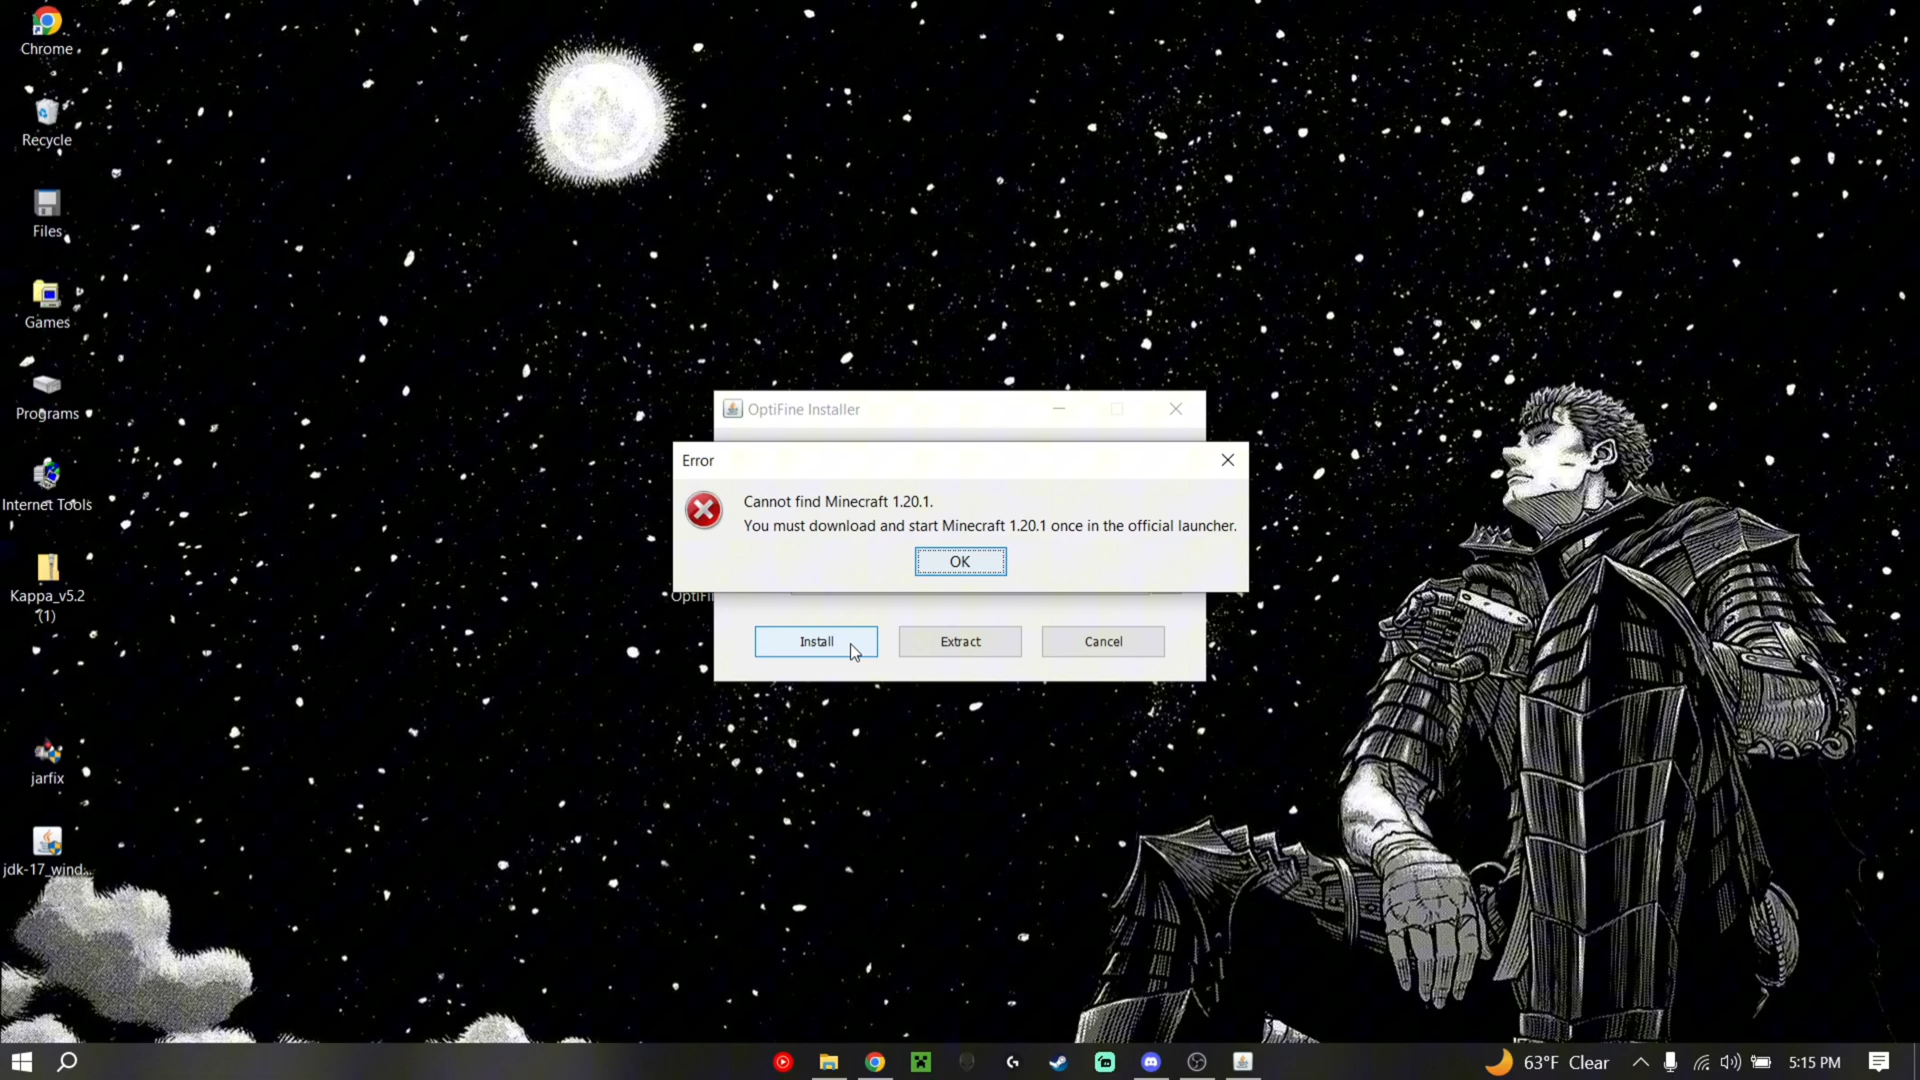 Chrome
Recycle
Files
Games
Programs
Internet Tools
Kappa_v5.2
(1)
jarfix
jdk-17_wind...
OptiFine Installer
Error
Cannot find Minecraft 1.20.1.
You must download and start Minecraft 1.20.1 once in the official launcher.
OK
OptiFi
Install
Extract
Cancel
63°F Clear
5:15 PM